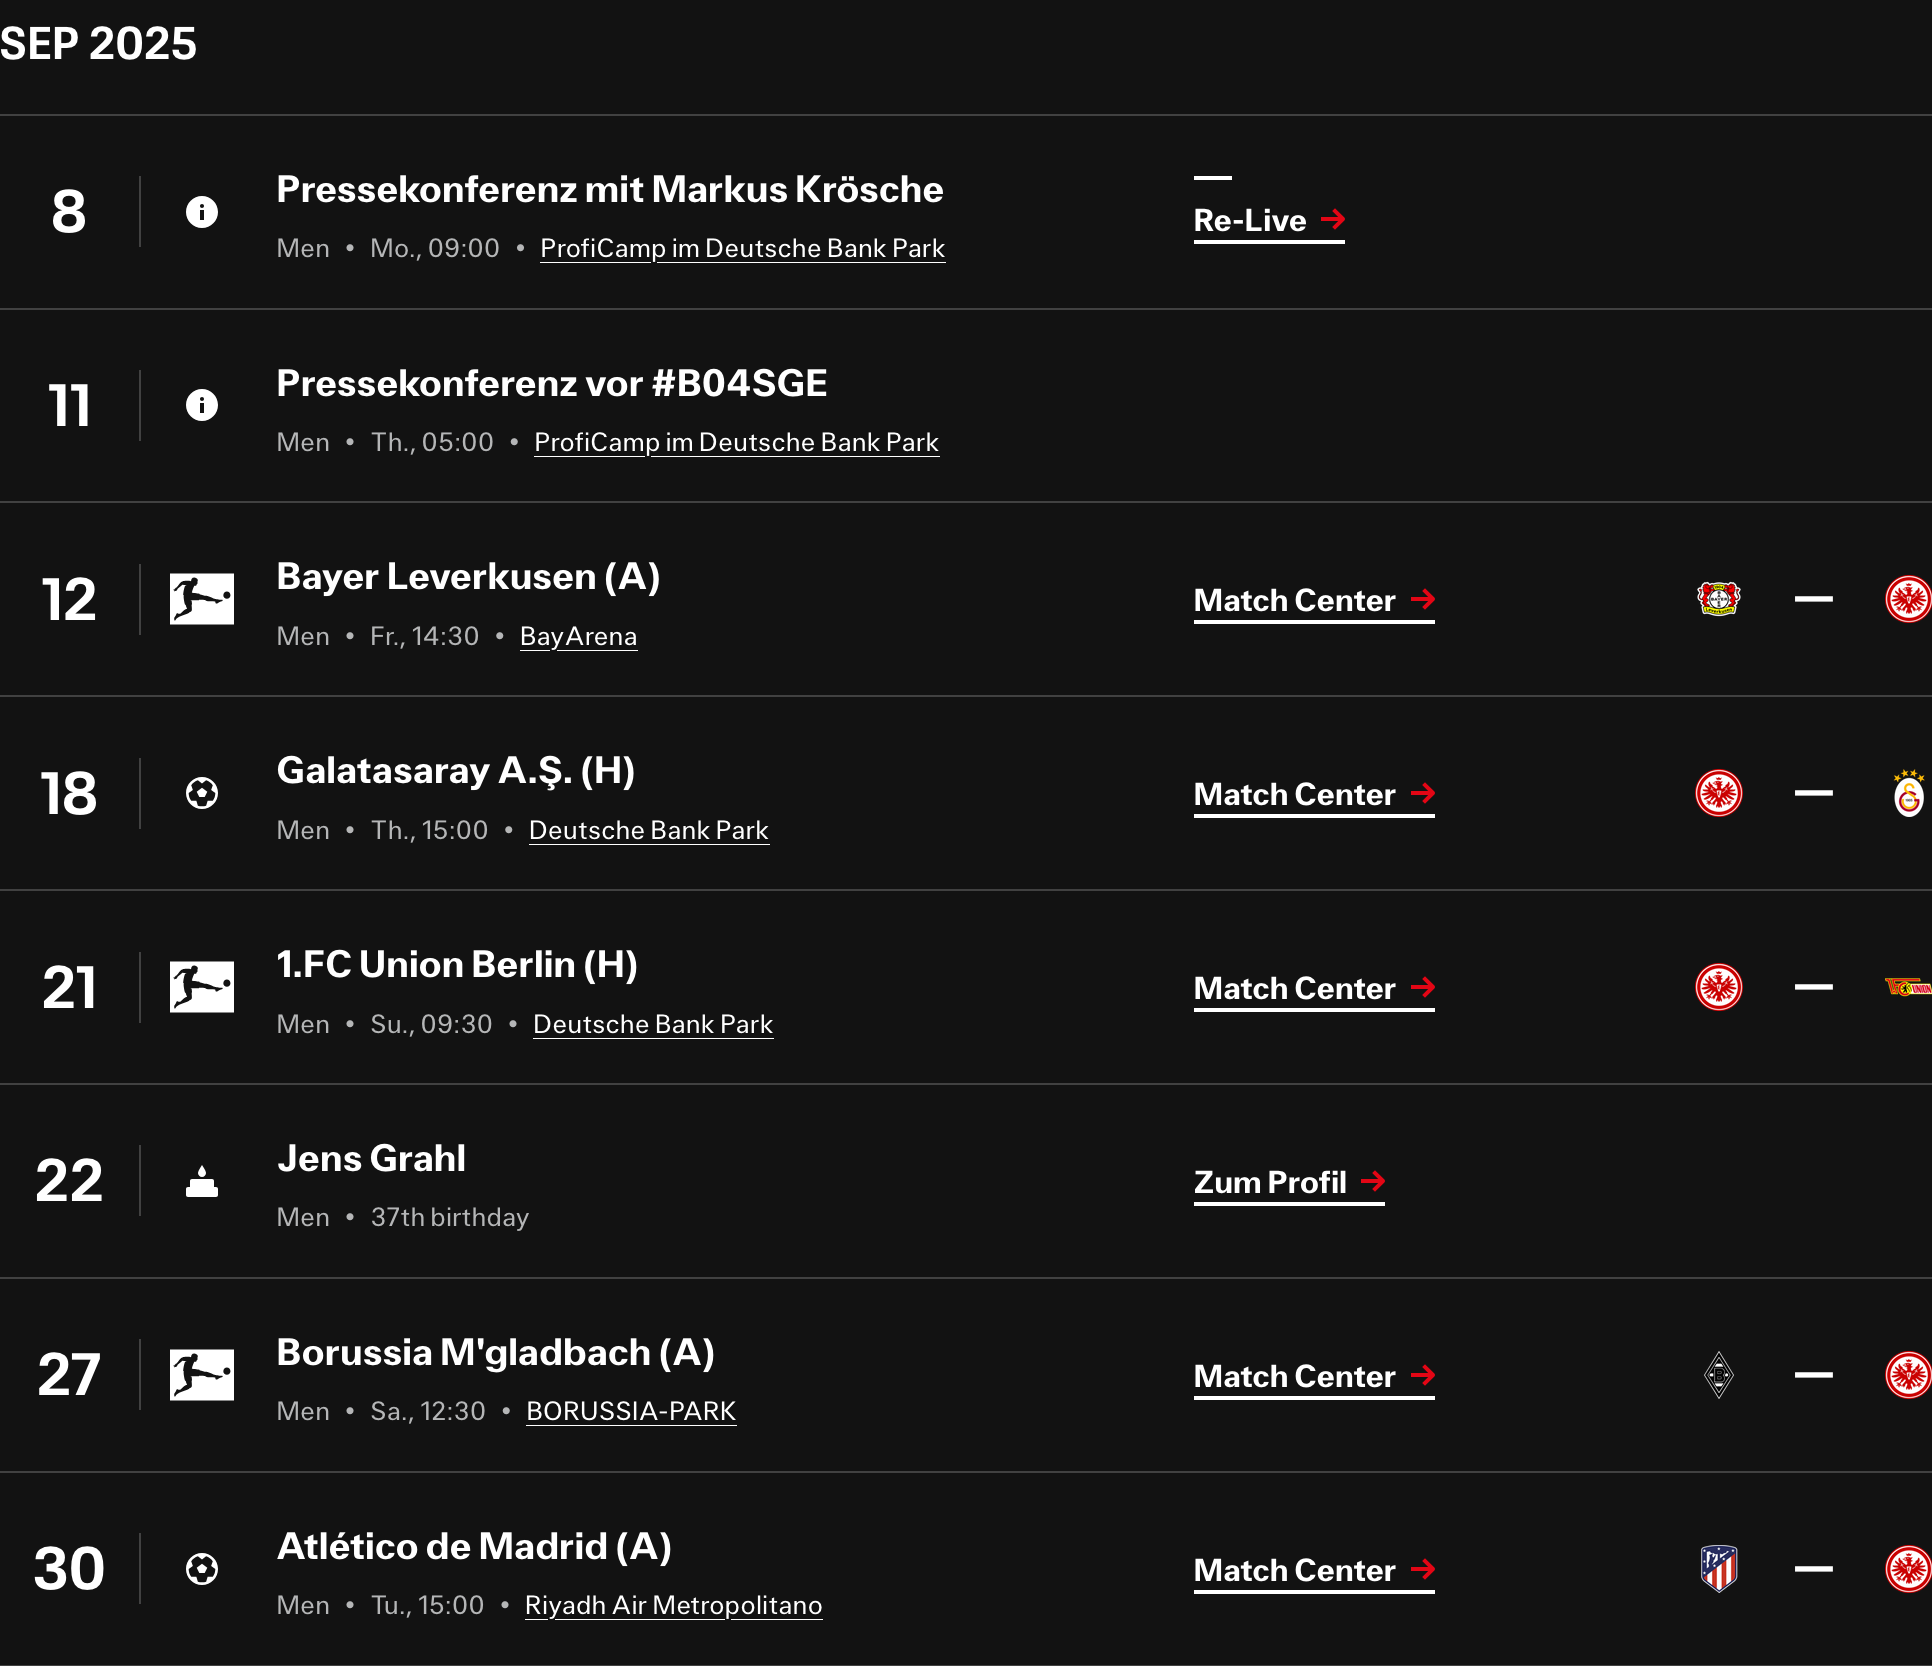 SEP 2025
8
Pressekonferenz mit Markus Krösche
Men • Mo., 09:00 • ProfiCamp im Deutsche Bank Park
Re-Live
11
Pressekonferenz vor #B04SGE
Men • Th., 05:00 • ProfiCamp im Deutsche Bank Park
12
Bayer Leverkusen (A)
Men • Fr., 14:30 • BayArena
Match Center
18
Galatasaray A.Ş. (H)
Men • Th., 15:00 • Deutsche Bank Park
Match Center
21
1.FC Union Berlin (H)
Men • Su., 09:30 • Deutsche Bank Park
Match Center
22
Jens Grahl
Men • 37th birthday
Zum Profil
27
Borussia M'gladbach (A)
Men • Sa., 12:30 • BORUSSIA-PARK
Match Center
30
Atlético de Madrid (A)
Men • Tu., 15:00 • Riyadh Air Metropolitano
Match Center